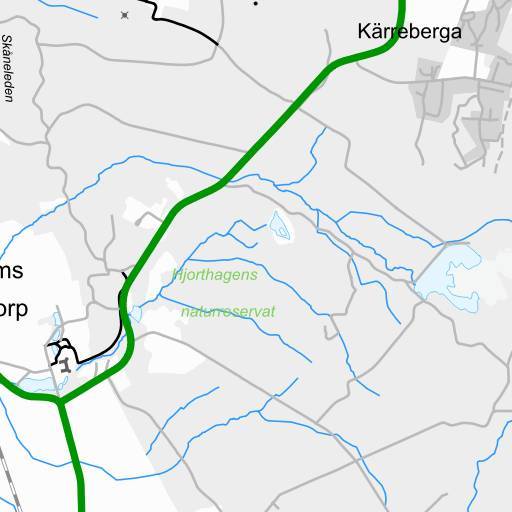 Kärreberga
Skåneleden
ms
orp
Hjorthagens
naturreservat